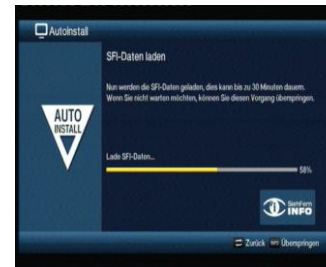 AutoInstall
SFI-Daten laden
Nun werden die SFI-Daten geladen, dies kann bis zu 30 Minuten dauern.
Wenn Sie nicht warten möchten, können Sie diesen Vorgang überspringen.
AUTO
INSTALL
Lade SFI-Daten...
58%
SiehFern
INFO
Zurück Überspringen